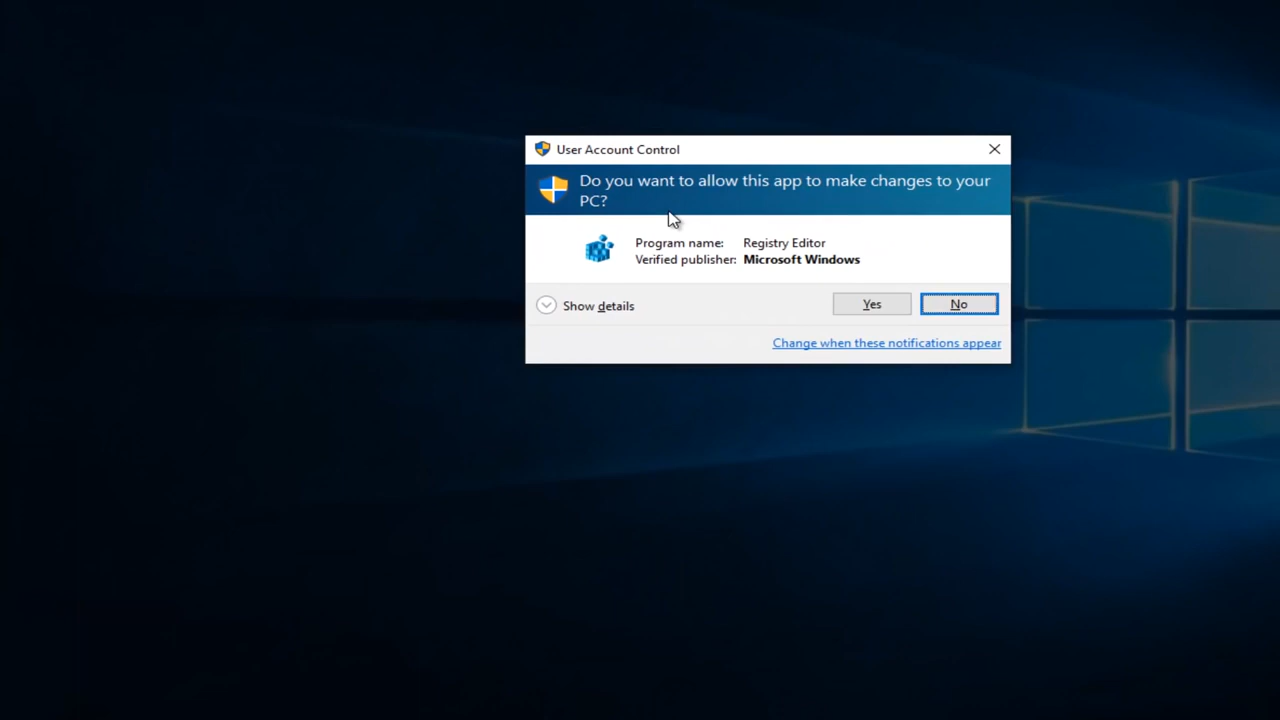 User Account Control
Do you want to allow this app to make changes to your
PC?
Program name: Registry Editor
Verified publisher: Microsoft Windows
Show details
Yes
No
Change when these notifications appear